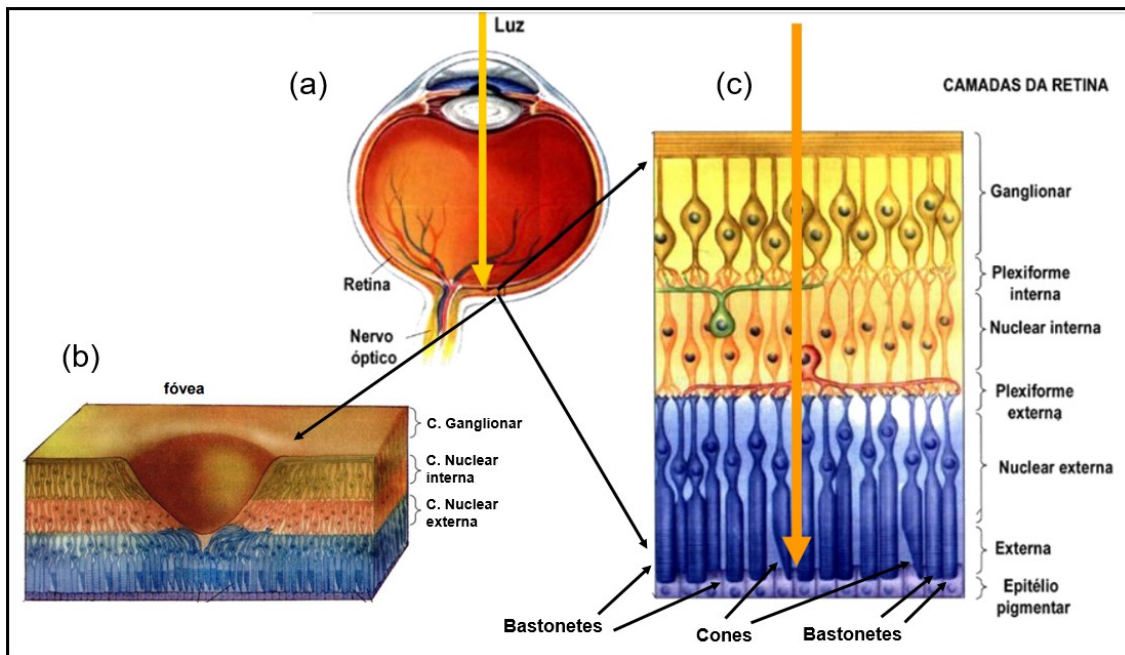 Luz
(a)
Retina
Nervo
óptico
(b)
fóvea
C. Ganglionar
C. Nuclear
interna
C. Nuclear
externa
(c)
CAMADAS DA RETINA
Ganglionar
Plexiforme
interna
Nuclear interna
Plexiforme
externa
Nuclear externa
Externa
Epitélio
pigmentar
Bastonetes
Cones
Bastonetes